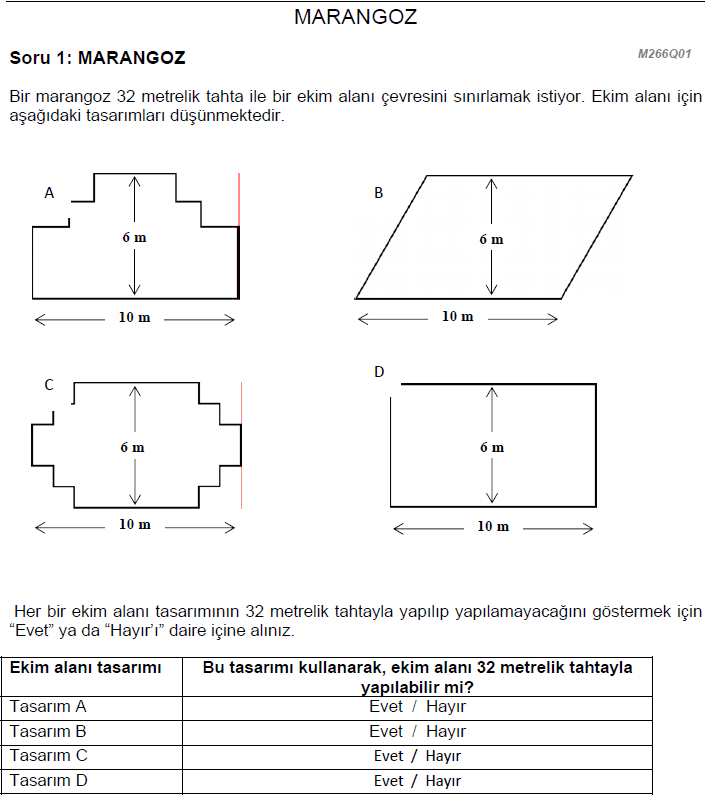 MARANGOZ
Soru 1: MARANGOZ
M266Q01
Bir marangoz 32 metrelik tahta ile bir ekim alanı çevresini sınırlamak istiyor. Ekim alanı için
aşağıdaki tasarımları düşünmektedir.
A
6 m
10 m
B
6 m
10 m
C
6 m
10 m
D
6 m
10 m
Her bir ekim alanı tasarımının 32 metrelik tahtayla yapılıp yapılamayacağını göstermek için
“Evet” ya da “Hayır’ı” daire içine alınız.
Ekim alanı tasarımı
Bu tasarımı kullanarak, ekim alanı 32 metrelik tahtayla
yapılabilir mi?
Tasarım A
Evet / Hayır
Tasarım B
Evet / Hayır
Tasarım C
Evet / Hayır
Tasarım D
Evet / Hayır